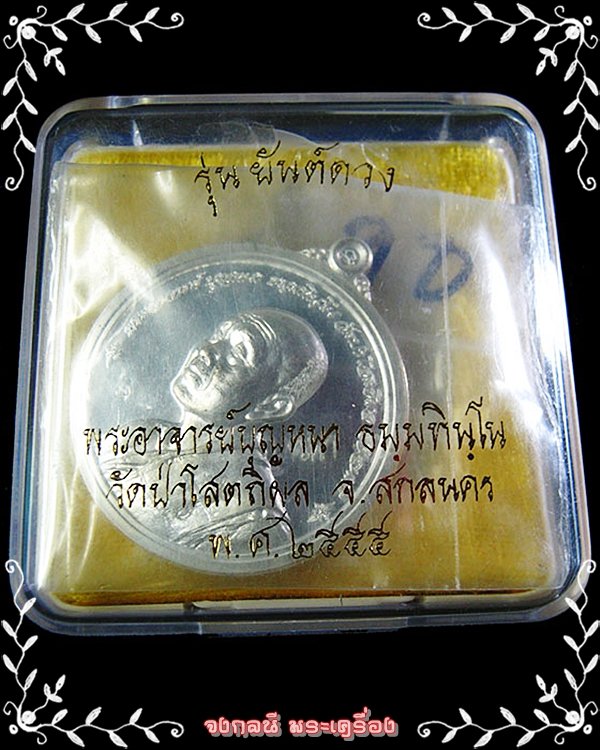 รุ่น พันต์ดวง
๑๐
พระอาจารย์บุญหนา ธมฺมทินฺโน
วัดป่าโสตถิผล จ. สกลนคร
พ.ศ. ๒๕๕๕
จงกลนี พระเครื่อง